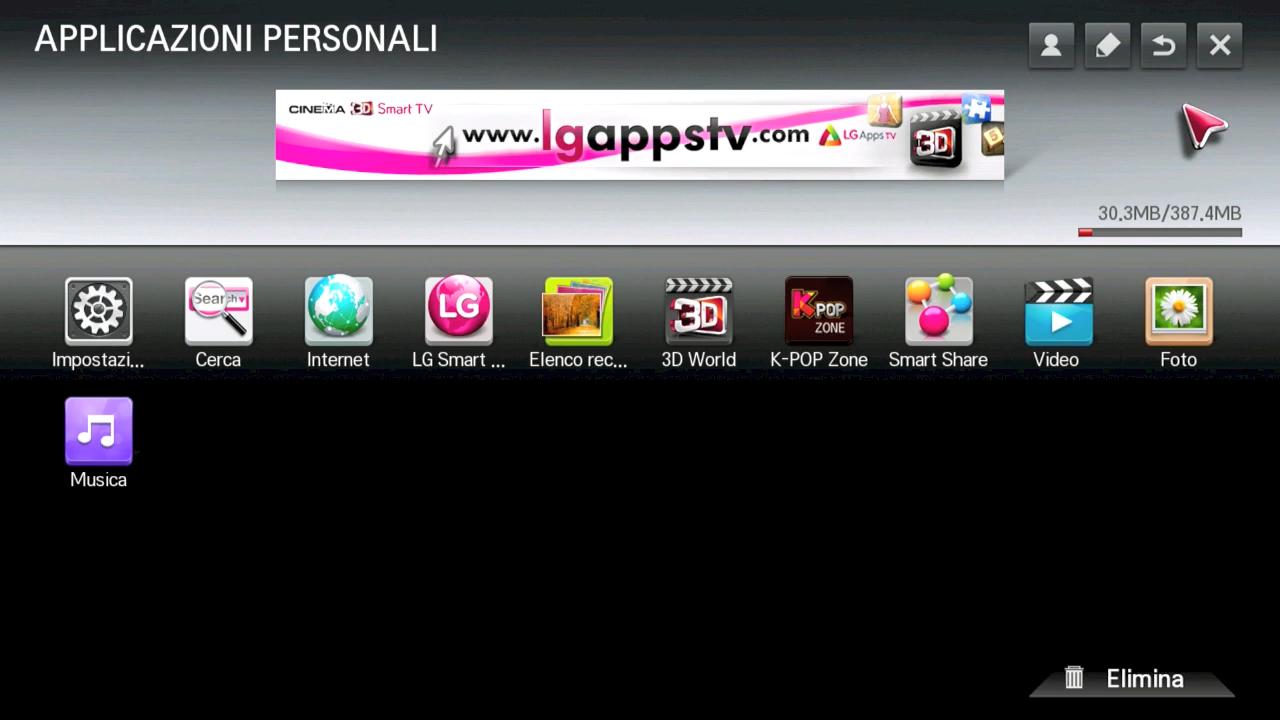 APPLICAZIONI PERSONALI
CINEMA 3D Smart TV
www.lgappstv.com
LG Apps TV
3D
30.3MB/387.4MB
Search
LG
3D
K-POP
ZONE
Impostazi... Cerca Internet LG Smart ... Elenco rec... 3D World K-POP Zone Smart Share Video Foto
Musica
Elimina